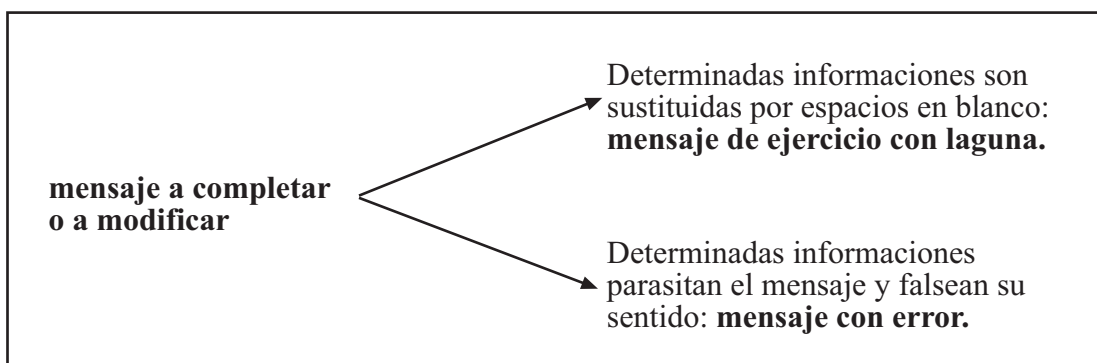 Determinadas informaciones son
sustituidas por espacios en blanco:
mensaje de ejercicio con laguna.
mensaje a completar
o a modificar
Determinadas informaciones
parasitan el mensaje y falsean su
sentido: mensaje con error.